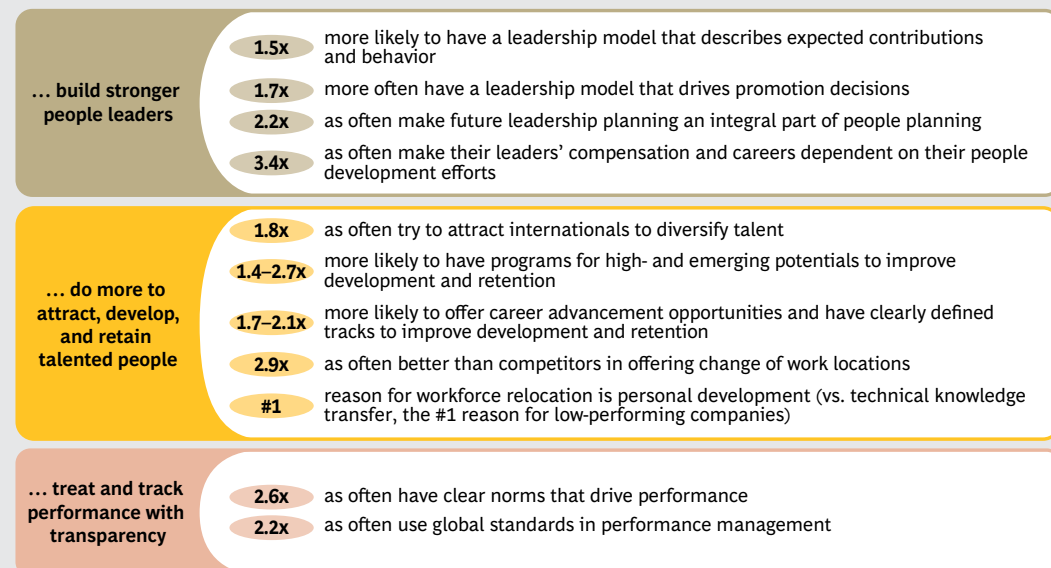 … build stronger
people leaders
1.5x
more likely to have a leadership model that describes expected contributions
and behavior
1.7x
more often have a leadership model that drives promotion decisions
2.2x
as often make future leadership planning an integral part of people planning
3.4x
as often make their leaders’ compensation and careers dependent on their people
development efforts
… do more to
attract, develop,
and retain
talented people
1.8x
as often try to attract internationals to diversify talent
1.4–2.7x
more likely to have programs for high- and emerging potentials to improve
development and retention
1.7–2.1x
more likely to offer career advancement opportunities and have clearly defined
tracks to improve development and retention
2.9x
as often better than competitors in offering change of work locations
#1
reason for workforce relocation is personal development (vs. technical knowledge
transfer, the #1 reason for low-performing companies)
… treat and track
performance with
transparency
2.6x
as often have clear norms that drive performance
2.2x
as often use global standards in performance management